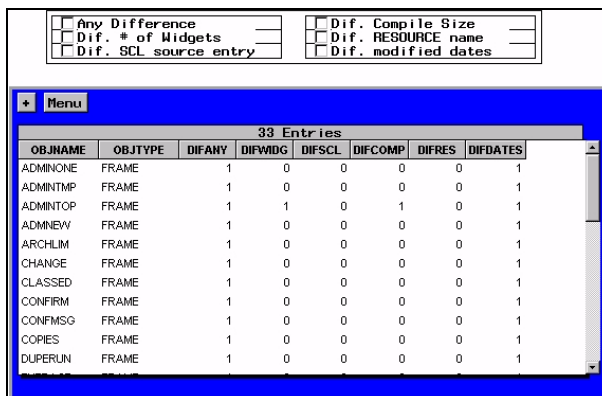 Any Difference
Dif. # of Widgets
Dif. SCL source entry
Dif. Compile Size
Dif. RESOURCE name
Dif. modified dates
+ Menu
33 Entries
OBJNAME OBJTYPE DIFANY DIFWIDG DIFSCL DIFCOMP DIFRES DIFDATES
ADMINONE FRAME 1 0 0 0 0 1
ADMINTMP FRAME 1 0 0 0 0 1
ADMINTOP FRAME 1 1 0 1 0 1
ADMNEW FRAME 1 0 0 0 0 1
ARCHLIM FRAME 1 0 0 0 0 1
CHANGE FRAME 1 0 0 0 0 1
CLASSED FRAME 1 0 0 0 0 1
CONFIRM FRAME 1 0 0 0 0 1
CONFMSG FRAME 1 0 0 0 0 1
COPIES FRAME 1 0 0 0 0 1
DUPERUN FRAME 1 0 0 0 0 1